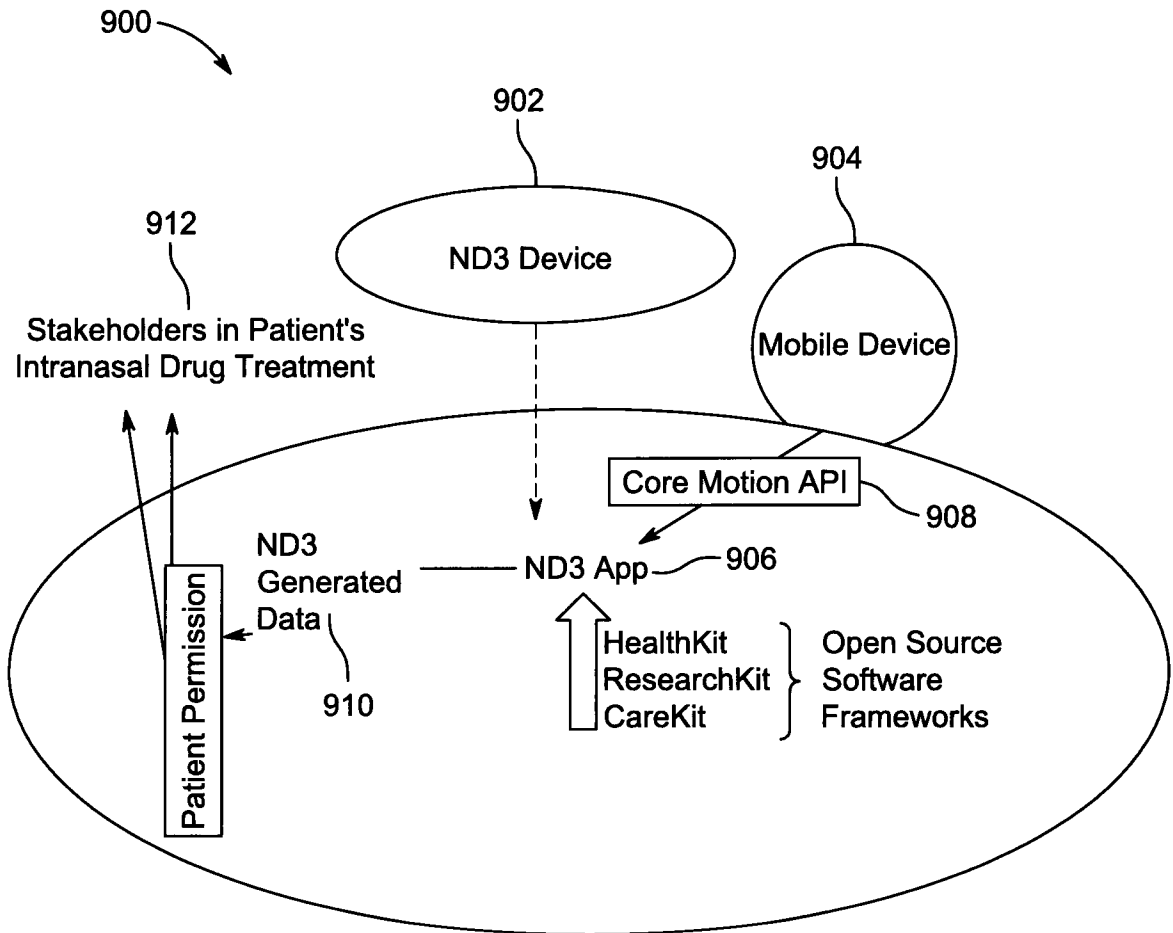 900
902
904
912
ND3 Device
Stakeholders in Patient's
Intranasal Drug Treatment
Mobile Device
Core Motion API
908
ND3
Generated
Data
ND3 App
906
910
Patient Permission
HealthKit
ResearchKit
CareKit
Open Source
Software
Frameworks